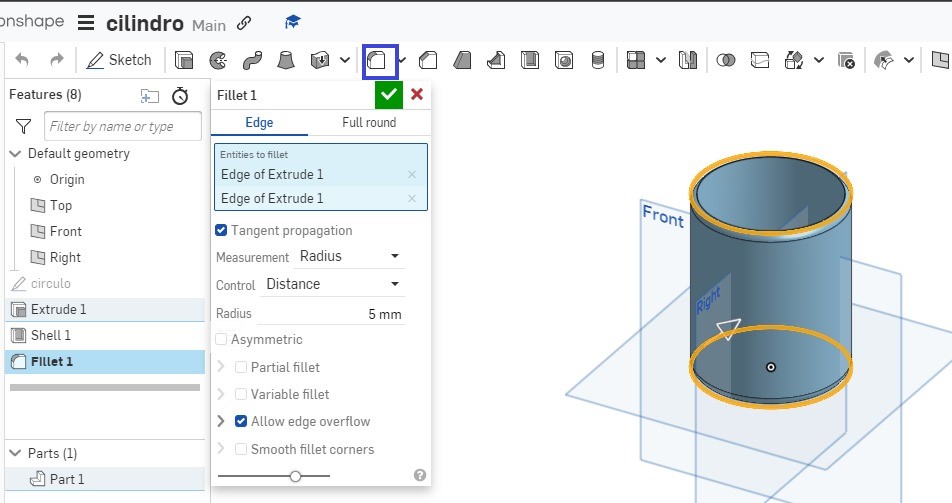 onshape cilindro Main
Sketch
Features (8)
Filter by name or type
Default geometry
Origin
Top
Front
Right
circulo
Extrude 1
Shell 1
Fillet 1
Parts (1)
Part 1
Fillet 1
Edge Full round
Entities to fillet
Edge of Extrude 1
Edge of Extrude 1
Tangent propagation
Measurement Radius
Control Distance
Radius 5 mm
Asymmetric
Partial fillet
Variable fillet
Allow edge overflow
Smooth fillet corners
Front
Right